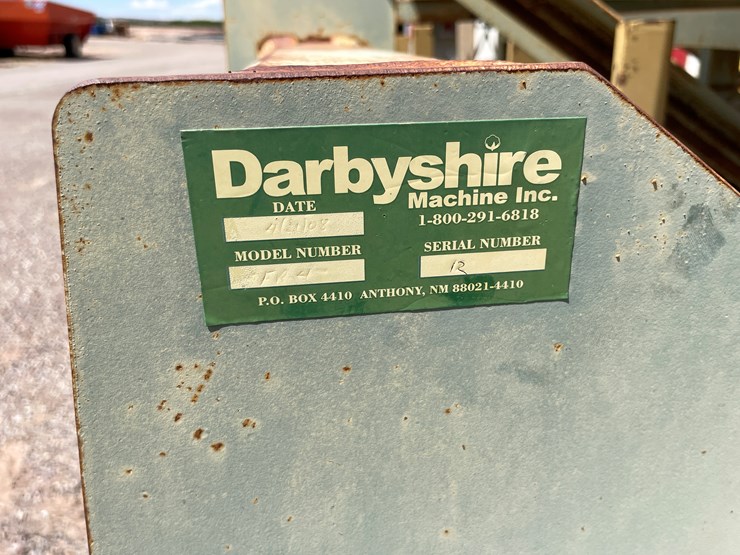 Darbyshire
Machine Inc.
DATE
1-800-291-6818
MODEL NUMBER
SERIAL NUMBER
12
P.O. BOX 4410 ANTHONY, NM 88021-4410